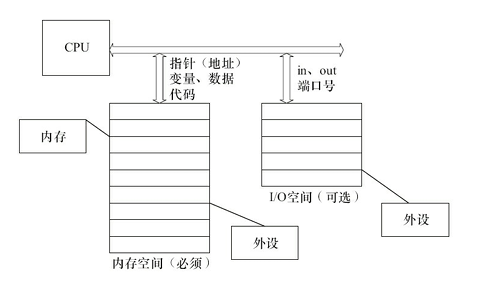 CPU
指针（地址）
变量、数据
代码
in、out
端口号
内存
I/O空间（可选）
外设
外设
内存空间（必须）